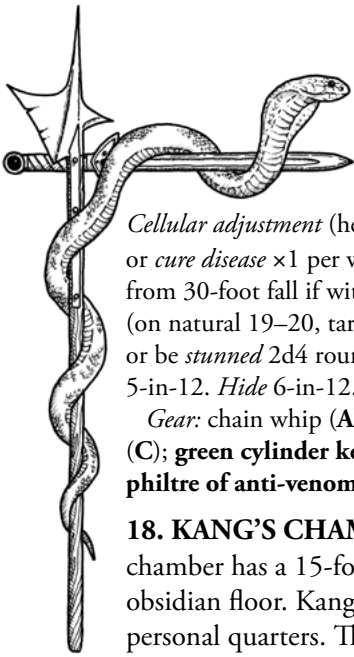 Cellular adjustment (he
or cure disease ×1 per w
from 30-foot fall if wit
(on natural 19–20, tar
or be stunned 2d4 roun
5-in-12. Hide 6-in-12.
Gear: chain whip (A
(C); green cylinder ke
philtre of anti-venom
18. KANG’S CHAM
chamber has a 15-fo
obsidian floor. Kang
personal quarters. Th